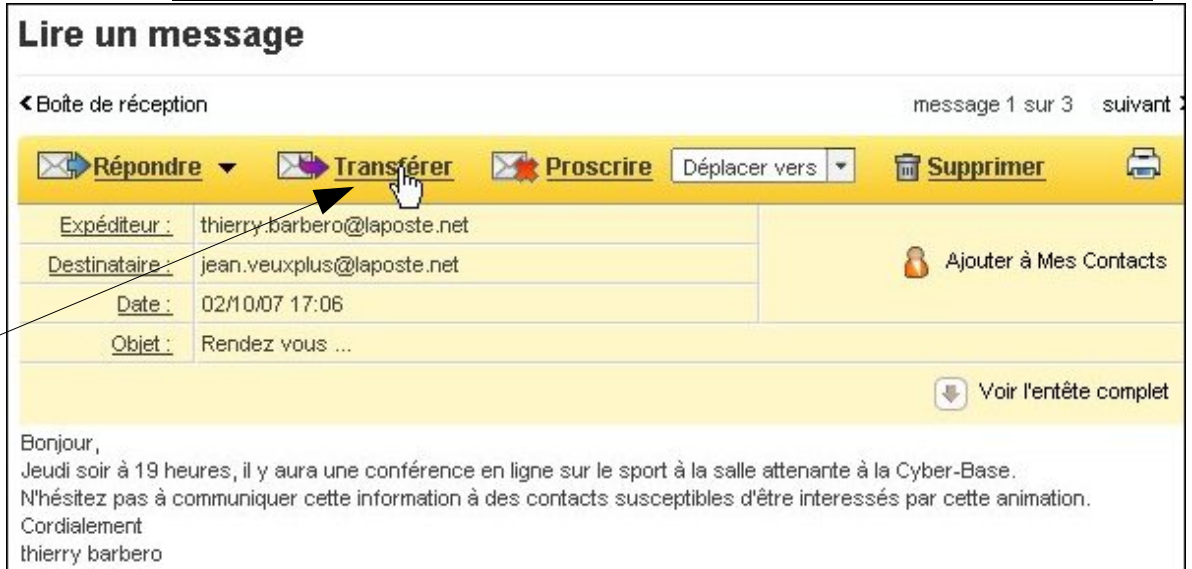 Lire un message
Boîte de réception message 1 sur 3 suivant
Répondre Transférer Proscrire Déplacer vers Supprimer
Expéditeur : thierry.barbero@laposte.net
Destinataire : jean.veuxplus@laposte.net
Ajouter à Mes Contacts
Date : 02/10/07 17:06
Objet : Rendez vous ...
Voir l'entête complet
Bonjour,
Jeudi soir à 19 heures, il y aura une conférence en ligne sur le sport à la salle attenante à la Cyber-Base.
N'hésitez pas à communiquer cette information à des contacts susceptibles d'être interessés par cette animation.
Cordialement
thierry barbero